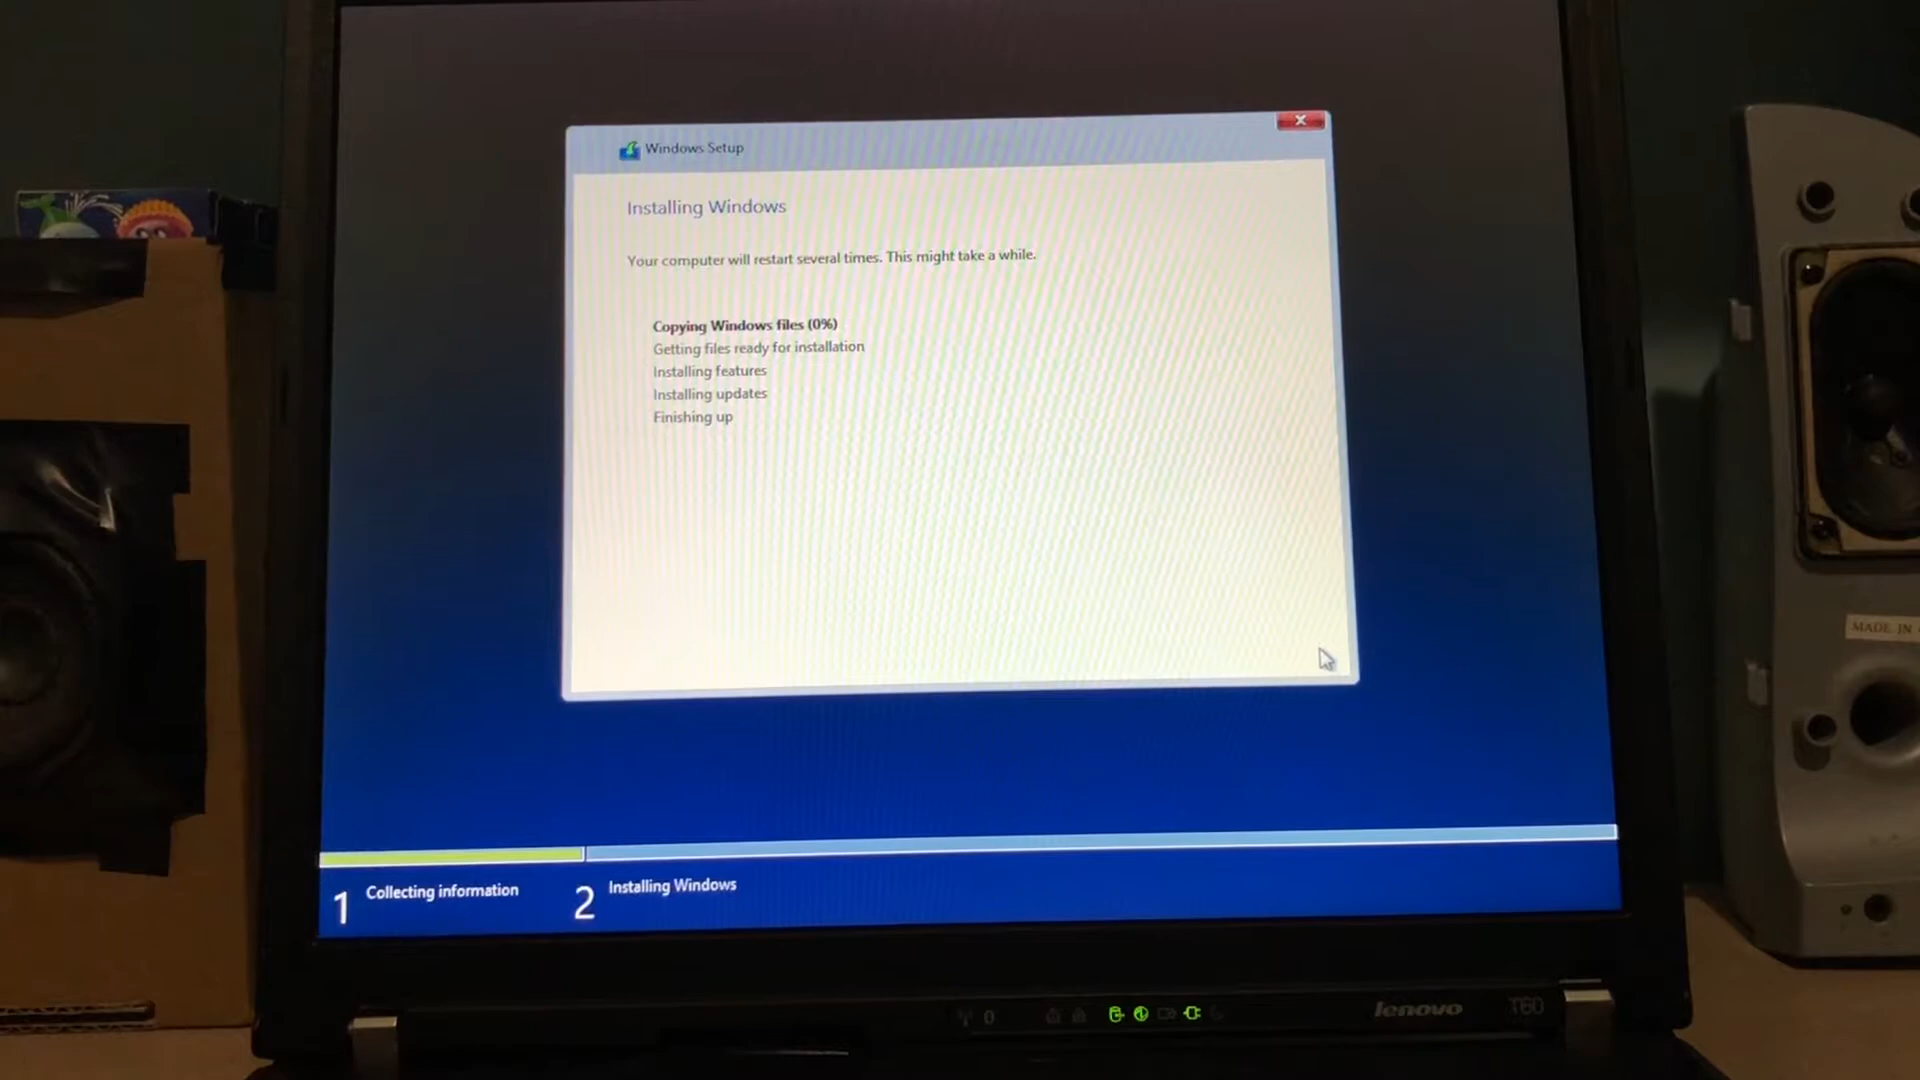 Windows Setup
Installing Windows
Your computer will restart several times. This might take a while.
Copying Windows files (0%)
Getting files ready for installation
Installing features
Installing updates
Finishing up
MADE IN
1 Collecting information
2 Installing Windows
lenovo T60